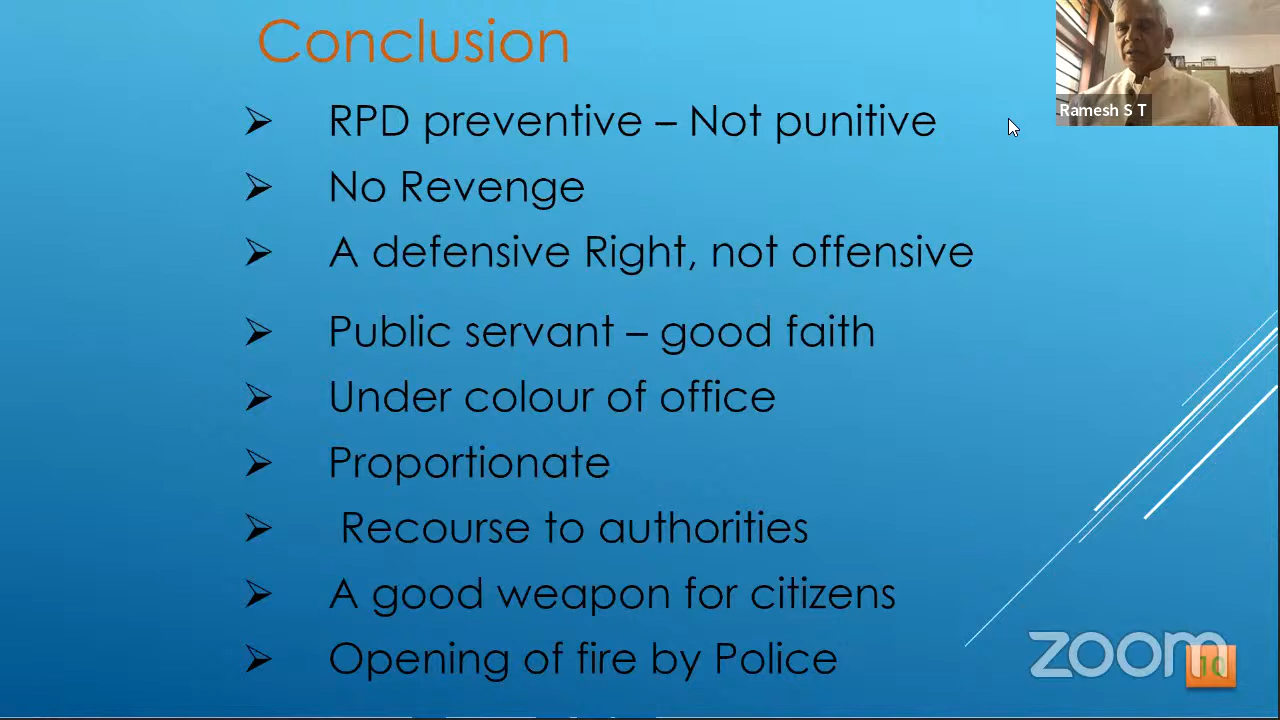 Conclusion
Ramesh S T
➢ RPD preventive – Not punitive
➢ No Revenge
➢ A defensive Right, not offensive
➢ Public servant – good faith
➢ Under colour of office
➢ Proportionate
➢ Recourse to authorities
➢ A good weapon for citizens
➢ Opening of fire by Police
zoom
10